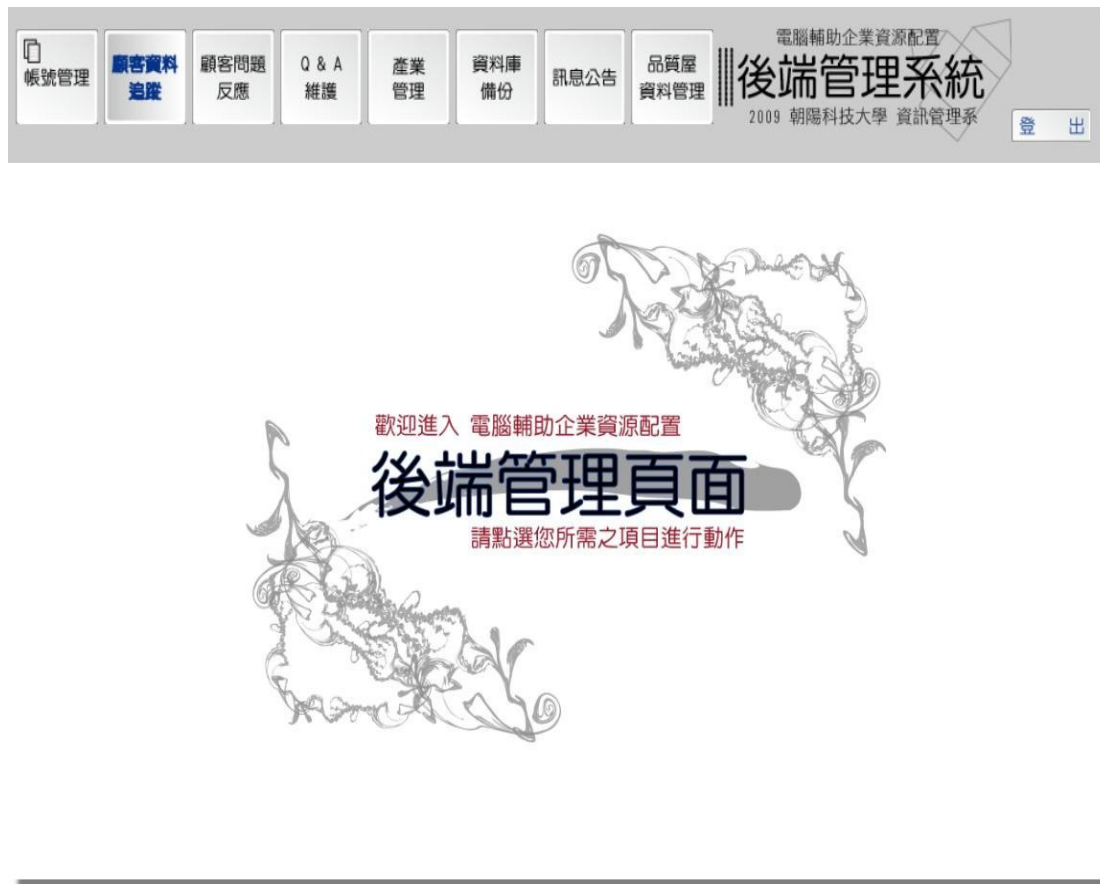 帳號管理
顧客資料
追蹤
顧客問題
反應
Q & A
維護
產業
管理
資料庫
備份
訊息公告
品質屋
資料管理
電腦輔助企業資源配置
後端管理系統
2009 朝陽科技大學 資訊管理系
登 出
歡迎進入 電腦輔助企業資源配置
後端管理頁面
請點選您所需之項目進行動作